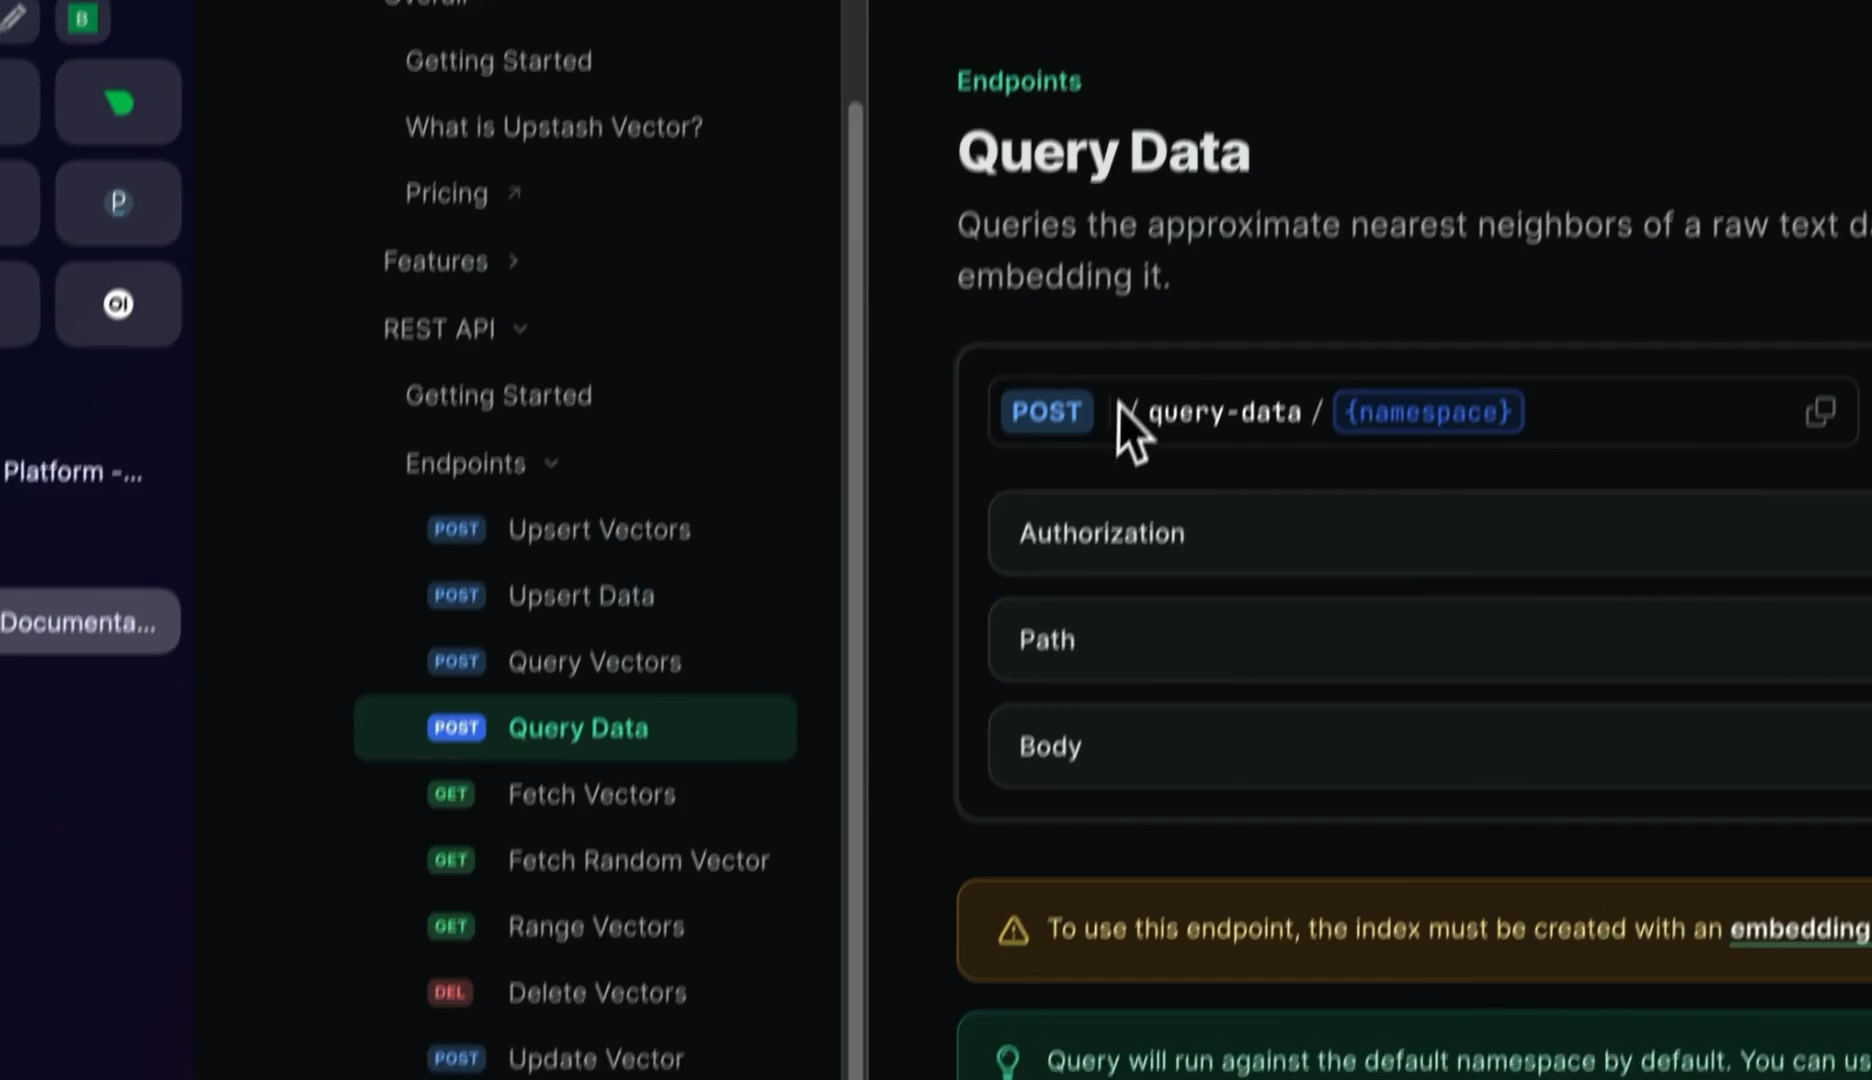 B
Getting Started
What is Upstash Vector?
Pricing
Features
REST API
Getting Started
Endpoints
POST Upsert Vectors
POST Upsert Data
POST Query Vectors
POST Query Data
GET Fetch Vectors
GET Fetch Random Vector
GET Range Vectors
DEL Delete Vectors
POST Update Vector
Platform -...
Documenta...
Endpoints
Query Data
Queries the approximate nearest neighbors of a raw text
embedding it.
POST / query-data / {namespace}
Authorization
Path
Body
To use this endpoint, the index must be created with an embedding
Query will run against the default namespace by default. You can